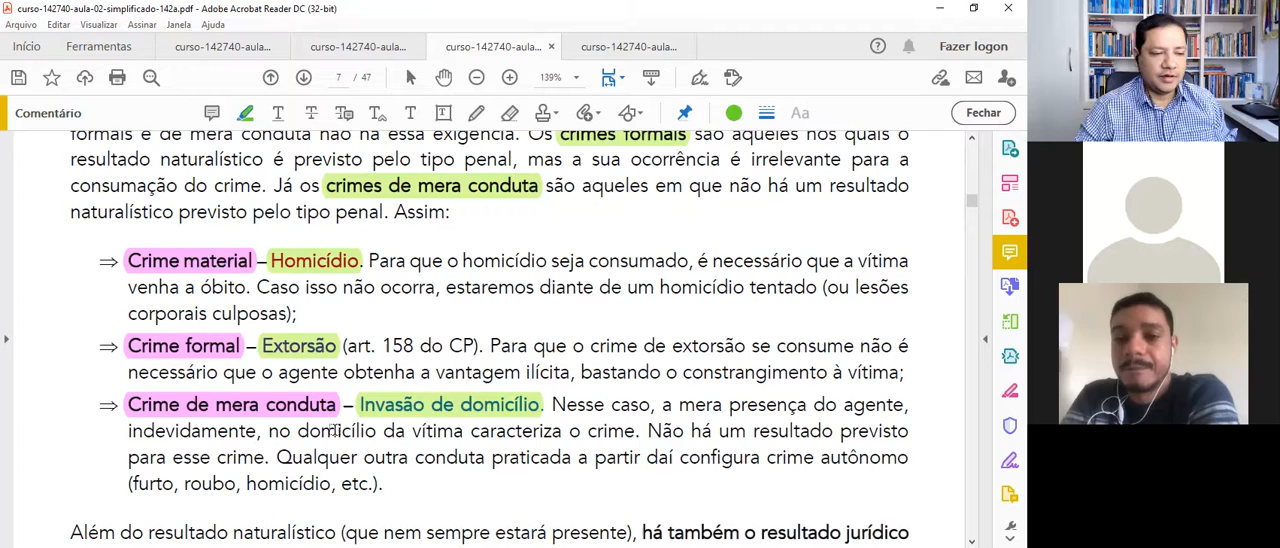 curso-142740-aula-02-simplificado-142a.pdf - Adobe Acrobat Reader DC (32-bit)
Arquivo Editar Visualizar Assinar Janela Ajuda
Início Ferramentas curso-142740-aula... curso-142740-aula... curso-142740-aula... × curso-142740-aula... Fazer logon
7 / 47 139%
Comentário Aa Fechar
formais e de mera conduta não há essa exigência. Os crimes formais são aqueles nos quais o
resultado naturalístico é previsto pelo tipo penal, mas a sua ocorrência é irrelevante para a
consumação do crime. Já os crimes de mera conduta são aqueles em que não há um resultado
naturalístico previsto pelo tipo penal. Assim:
⇒ Crime material – Homicídio. Para que o homicídio seja consumado, é necessário que a vítima
venha a óbito. Caso isso não ocorra, estaremos diante de um homicídio tentado (ou lesões
corporais culposas);
⇒ Crime formal – Extorsão (art. 158 do CP). Para que o crime de extorsão se consume não é
necessário que o agente obtenha a vantagem ilícita, bastando o constrangimento à vítima;
⇒ Crime de mera conduta – Invasão de domicílio. Nesse caso, a mera presença do agente,
indevidamente, no domicílio da vítima caracteriza o crime. Não há um resultado previsto
para esse crime. Qualquer outra conduta praticada a partir daí configura crime autônomo
(furto, roubo, homicídio, etc.).
Além do resultado naturalístico (que nem sempre estará presente), há também o resultado jurídico